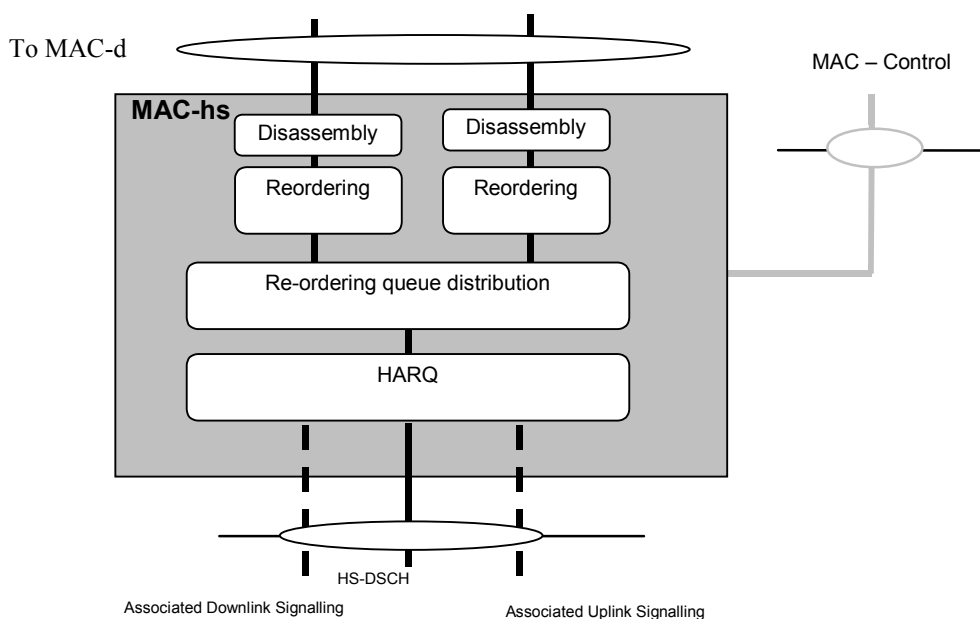 To MAC-d
MAC – Control
MAC-hs
Disassembly
Disassembly
Reordering
Reordering
Re-ordering queue distribution
HARQ
HS-DSCH
Associated Downlink Signalling
Associated Uplink Signalling